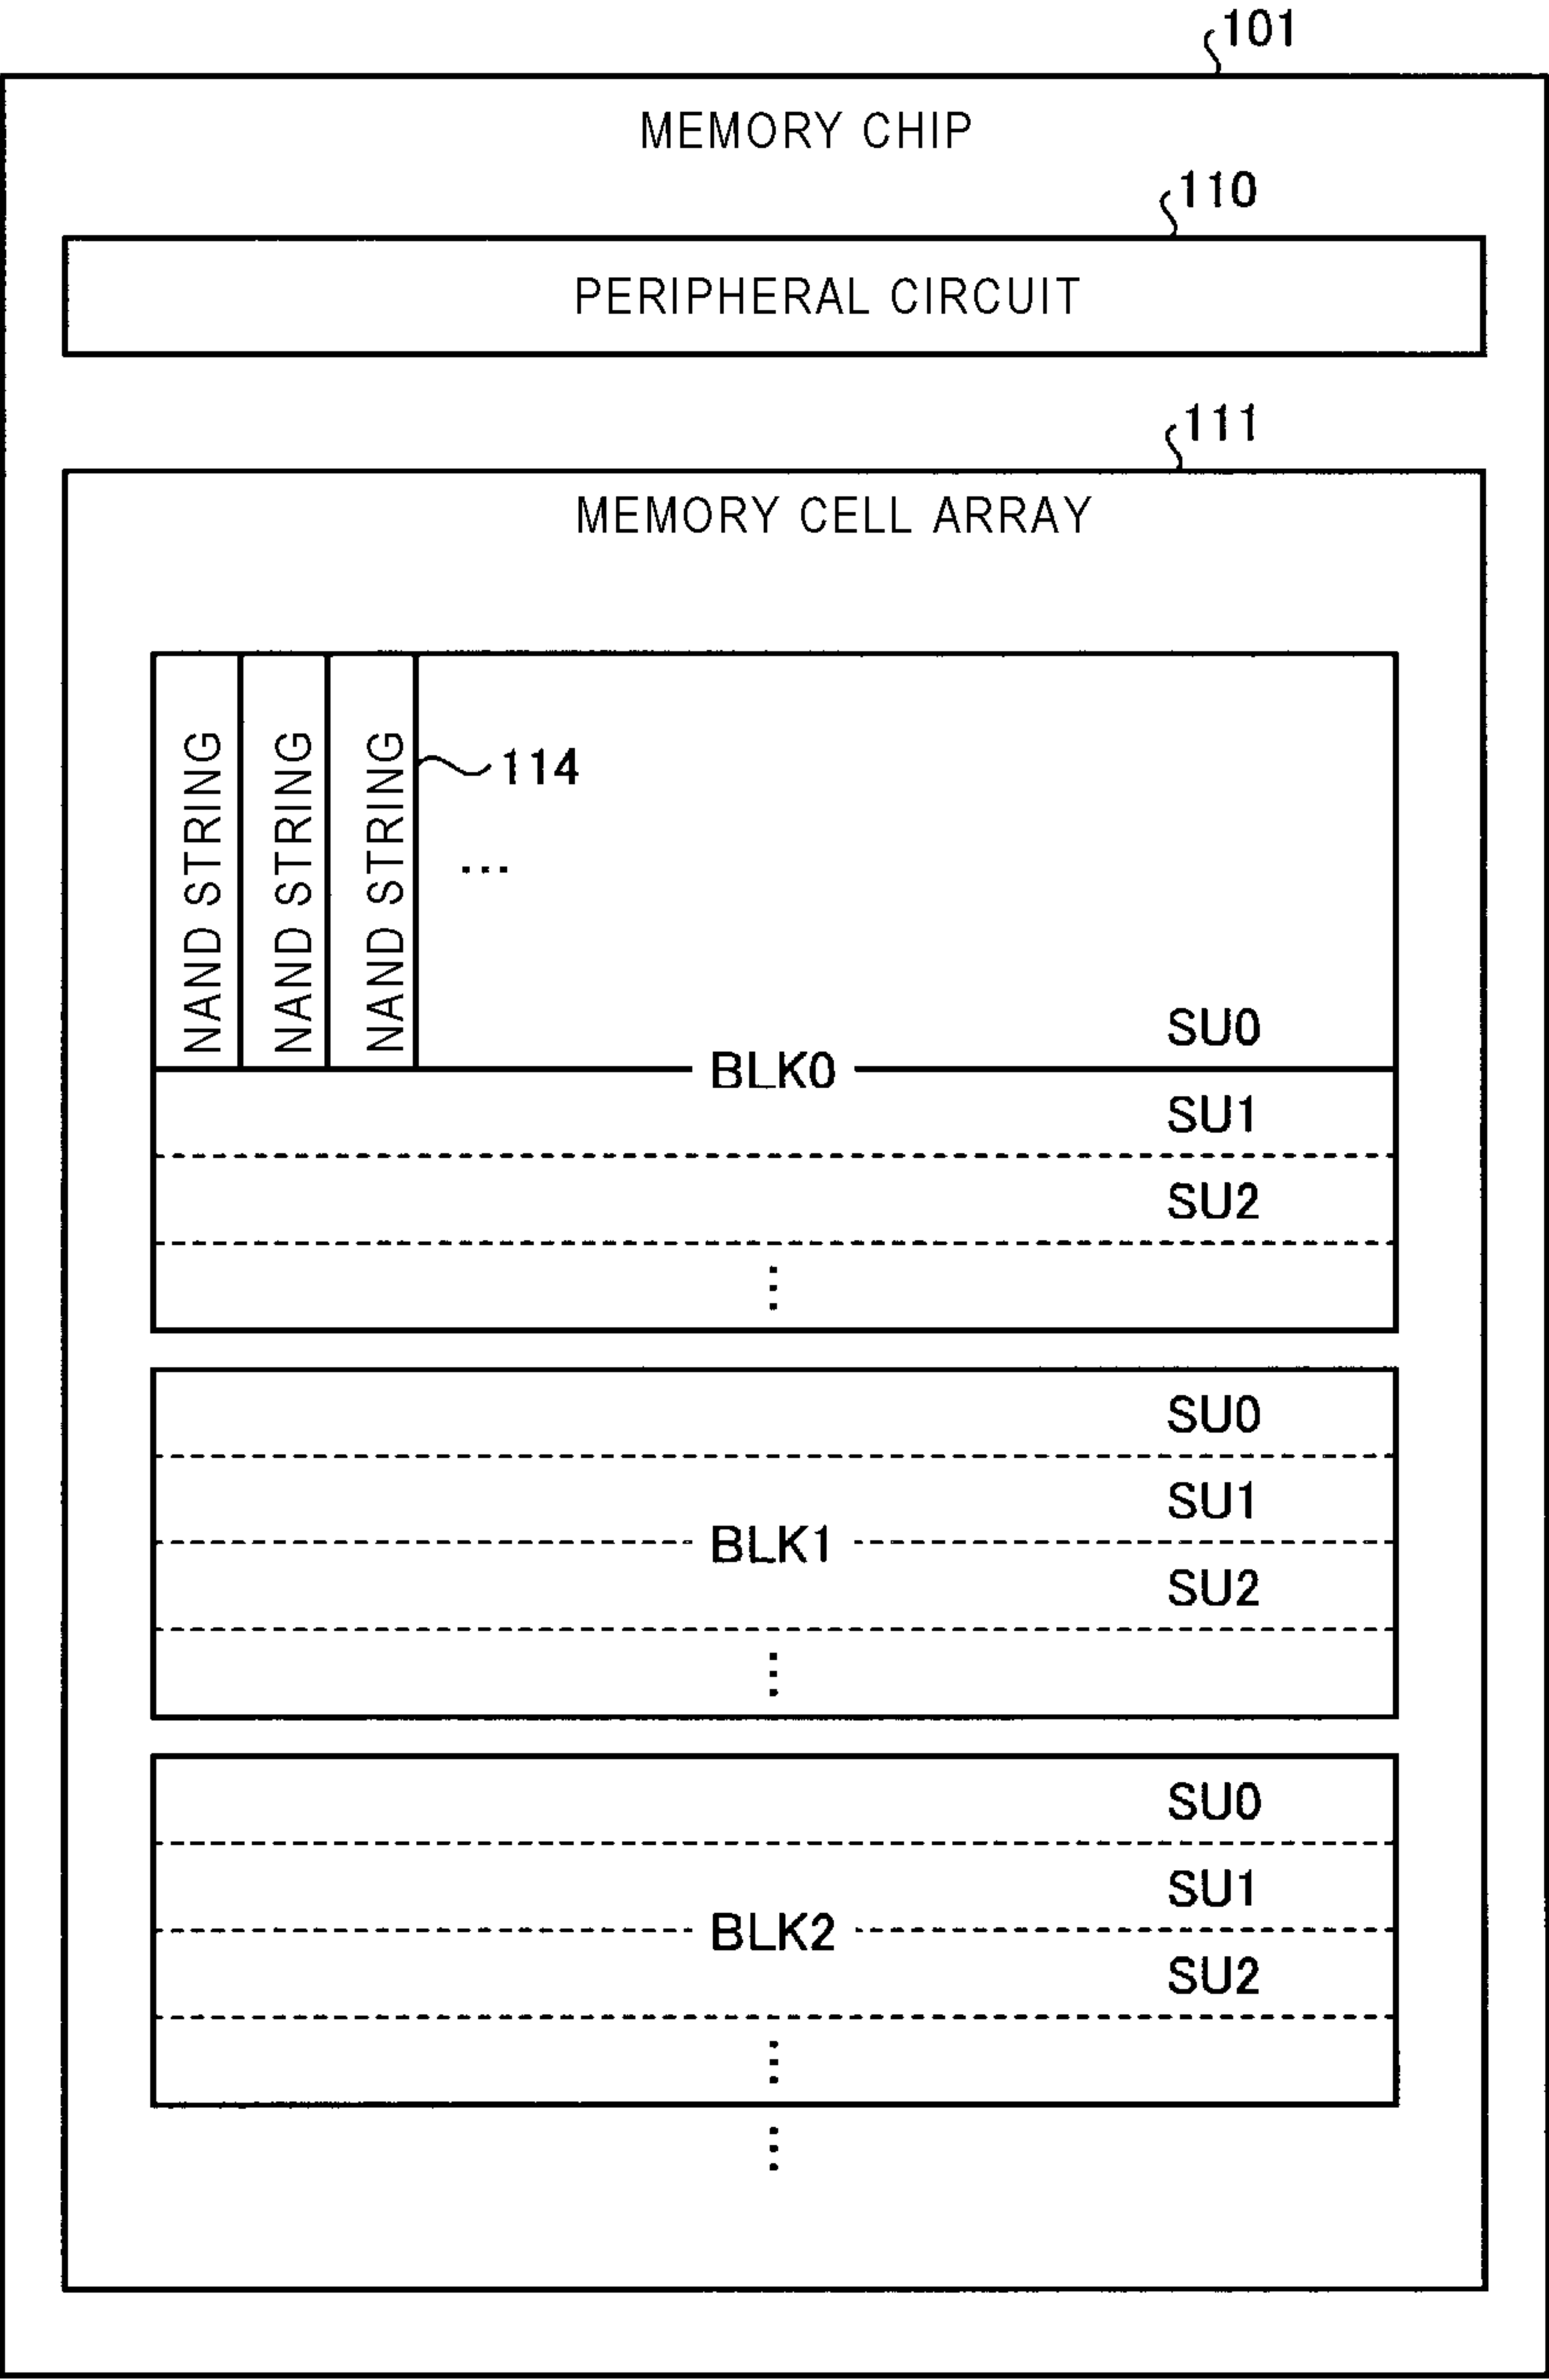 101
MEMORY CHIP
110
PERIPHERAL CIRCUIT
111
MEMORY CELL ARRAY
NAND STRING
NAND STRING
NAND STRING
114
...
SU0
BLK0
SU1
SU2
⋮
SU0
SU1
BLK1
SU2
⋮
SU0
SU1
BLK2
SU2
⋮
⋮